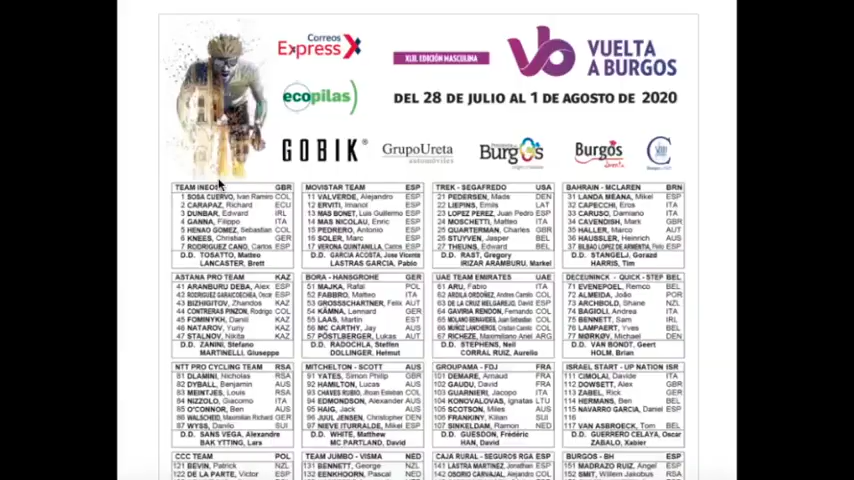 Correos
Express
XLII. EDICIÓN MASCULINA
VUELTA
A BURGOS
ecopilas
DEL 28 DE JULIO AL 1 DE AGOSTO DE 2020
GOBIK
GrupoUreta
automóviles
Burgos
Burgos
TEAM INEOS GBR
1 SOSA CUERVO, Ivan Ramiro COL
2 CARAPAZ, Richard ECU
3 DUNBAR, Edward IRL
4 GANNA, Filippo ITA
5 HENAO GOMEZ, Sebastian COL
6 KNEES, Christian GER
7 RODRIGUEZ CANO, Carlos ESP
D.D. TOSATTO, Matteo
LANCASTER, Brett
MOVISTAR TEAM ESP
11 VALVERDE, Alejandro ESP
12 ERVITI, Imanol ESP
13 MAS BONET, Luis Guillermo ESP
14 MAS NICOLAU, Enric ESP
15 PEDRERO, Antonio ESP
16 SOLER, Marc ESP
17 VERONA QUINTANILLA, Carlos ESP
D.D. GARCIA ACOSTA, Jose Vicente
LASTRAS GARCIA, Pablo
TREK - SEGAFREDO USA
21 PEDERSEN, Mads DEN
22 LIEPINS, Emils LAT
23 LOPEZ PEREZ, Juan Pedro ESP
24 MOSCHETTI, Matteo ITA
25 QUARTERMAN, Charles GBR
26 STUYVEN, Jasper BEL
27 THEUNS, Edward BEL
D.D. RAST, Gregory
IRIZAR ARAMBURU, Markel
BAHRAIN - MCLAREN BRN
31 LANDA MEANA, Mikel ESP
32 CAPECCHI, Eros ITA
33 CARUSO, Damiano ITA
34 CAVENDISH, Mark GBR
35 HALLER, Marco AUT
36 HAUSSLER, Heinrich AUS
37 BILBAO LOPEZ DE ARMENTIA, Pello ESP
D.D. STANGELJ, Gorazd
HARRIS, Tim
ASTANA PRO TEAM KAZ
41 ARANBURU DEBA, Alex ESP
42 RODRIGUEZ GARAICOECHEA, Oscar ESP
43 BIZHIGITOV, Zhandos KAZ
44 CONTRERAS PINZON, Rodrigo COL
45 FOMINYKH, Daniil KAZ
46 NATAROV, Yuriy KAZ
47 STALNOV, Nikita KAZ
D.D. ZANINI, Stefano
MARTINELLI, Giuseppe
BORA - HANSGROHE GER
51 MAJKA, Rafal POL
52 FABBRO, Matteo ITA
53 GROSSSCHARTNER, Felix AUT
54 KÄMNA, Lennard GER
55 LAAS, Martin EST
56 MC CARTHY, Jay AUS
57 PÖSTLBERGER, Lukas AUT
D.D. RADOCHLA, Steffen
DOLLINGER, Helmut
UAE TEAM EMIRATES UAE
61 ARU, Fabio ITA
62 ARDILA ORDOÑEZ, Andres Camilo COL
63 DE LA CRUZ MELGAREJO, David ESP
64 GAVIRIA RENDON, Fernando COL
65 MOLANO BENAVIDES, Juan Sebastian COL
66 MUÑOZ LANCHEROS, Cristian Camilo COL
67 RICHEZE, Maximiliano Ariel ARG
D.D. STEPHENS, Neil
CORRAL RUIZ, Aurelio
DECEUNINCK - QUICK - STEP BEL
71 EVENEPOEL, Remco BEL
72 ALMEIDA, João POR
73 ARCHBOLD, Shane NZL
74 BAGIOLI, Andrea ITA
75 BENNETT, Sam IRL
76 LAMPAERT, Yves BEL
77 MØRKØV, Michael DEN
D.D. VAN BONDT, Geert
HOLM, Brian
NTT PRO CYCLING TEAM RSA
81 DLAMINI, Nicholas RSA
82 DYBALL, Benjamin AUS
83 MEINTJES, Louis RSA
84 NIZZOLO, Giacomo ITA
85 O'CONNOR, Ben AUS
86 WALSCHEID, Maximilian Richard GER
87 WYSS, Danilo SUI
D.D. SANS VEGA, Alexandre
BAK YTTING, Lars
MITCHELTON - SCOTT AUS
91 YATES, Simon Philip GBR
92 HAMILTON, Lucas AUS
93 CHAVES RUBIO, Jhoan Esteban COL
94 EDMONDSON, Alexander AUS
95 HAIG, Jack AUS
96 JUUL JENSEN, Christopher DEN
97 NIEVE ITURRALDE, Mikel ESP
D.D. WHITE, Matthew
MC PARTLAND, David
GROUPAMA - FDJ FRA
101 DEMARE, Arnaud FRA
102 GAUDU, David FRA
103 GUARNIERI, Jacopo ITA
104 KONOVALOVAS, Ignatas LTU
105 SCOTSON, Miles AUS
106 FRANKINY, Kilian SUI
107 SINKELDAM, Ramon NED
D.D. GUESDON, Frédéric
HAN, David
ISRAEL START - UP NATION ISR
111 CIMOLAI, Davide ITA
112 DOWSETT, Alex GBR
113 ZABEL, Rick GER
114 HERMANS, Ben BEL
115 NAVARRO GARCIA, Daniel ESP
116
117 VAN ASBROECK, Tom BEL
D.D. GUERRERO CELAYA, Oscar
ZABALO, Xabier
CCC TEAM POL
121 BEVIN, Patrick NZL
122 DE LA PARTE, Victor ESP
TEAM JUMBO - VISMA NED
131 BENNETT, George NZL
132 EENKHOORN, Pascal NED
CAJA RURAL - SEGUROS RGA ESP
141 LASTRA MARTINEZ, Jonathan ESP
142 OSORIO CARVAJAL, Alejandro COL
BURGOS - BH ESP
151 MADRAZO RUIZ, Angel ESP
152 SMIT, Willem Jakobus RSA